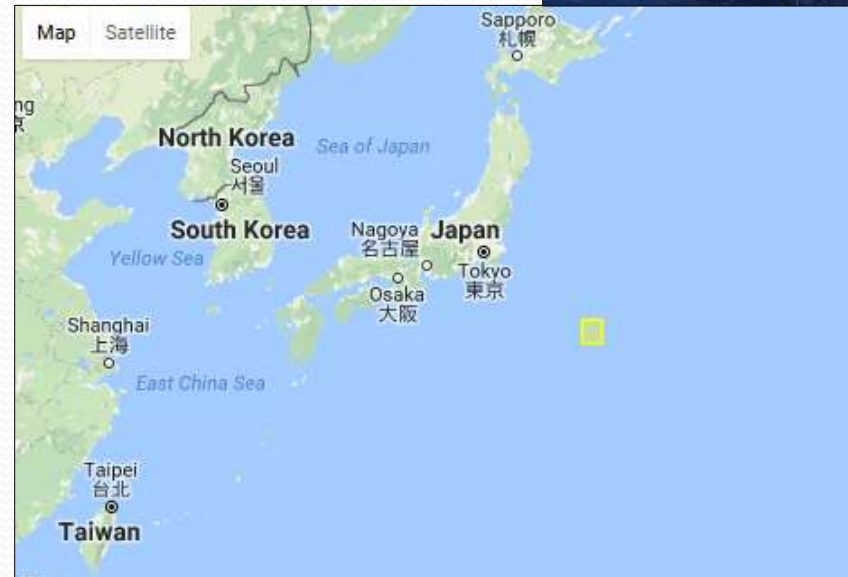 Map Satellite
Sapporo
札幌
ng
North Korea
Sea of Japan
Seoul
서울
South Korea
Nagoya
名古屋
Japan
Yellow Sea
Tokyo
東京
Osaka
大阪
Shanghai
上海
East China Sea
Taipei
台北
Taiwan